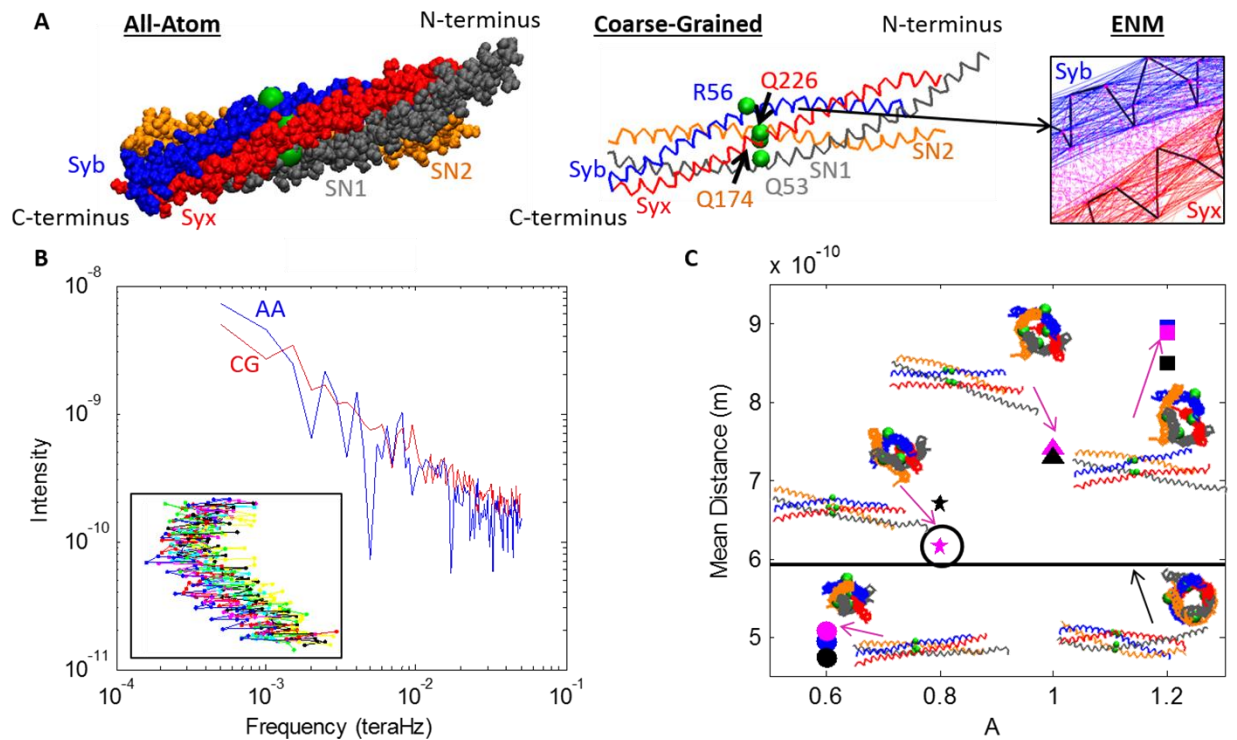 A
All-Atom
N-terminus
Syb
SN1
SN2
Syx
C-terminus
Coarse-Grained
N-terminus
R56
Q226
Syb
SN2
SN1
Q53
Q174
Syx
C-terminus
ENM
Syb
Syx
B
10^-8
10^-9
10^-10
10^-11
Intensity
AA
CG
10^-4
10^-3
10^-2
10^-1
Frequency (teraHz)
C
x 10^-10
9
8
7
6
5
Mean Distance (m)
0.6
0.8
1
1.2
A